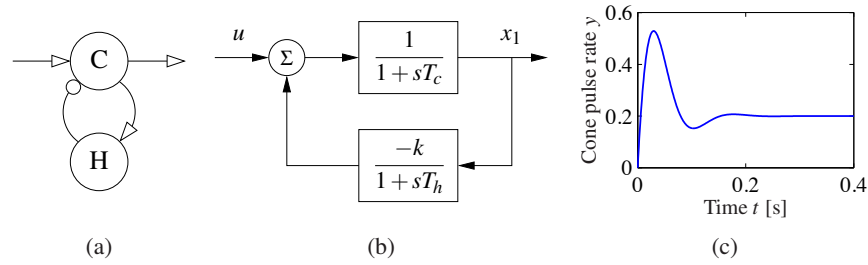 C
H
(a)
u
Σ
1
1 + sT_c
x_1
−k
1 + sT_h
(b)
Cone pulse rate y
0.6
0.4
0.2
0
0
0.2
0.4
Time t [s]
(c)